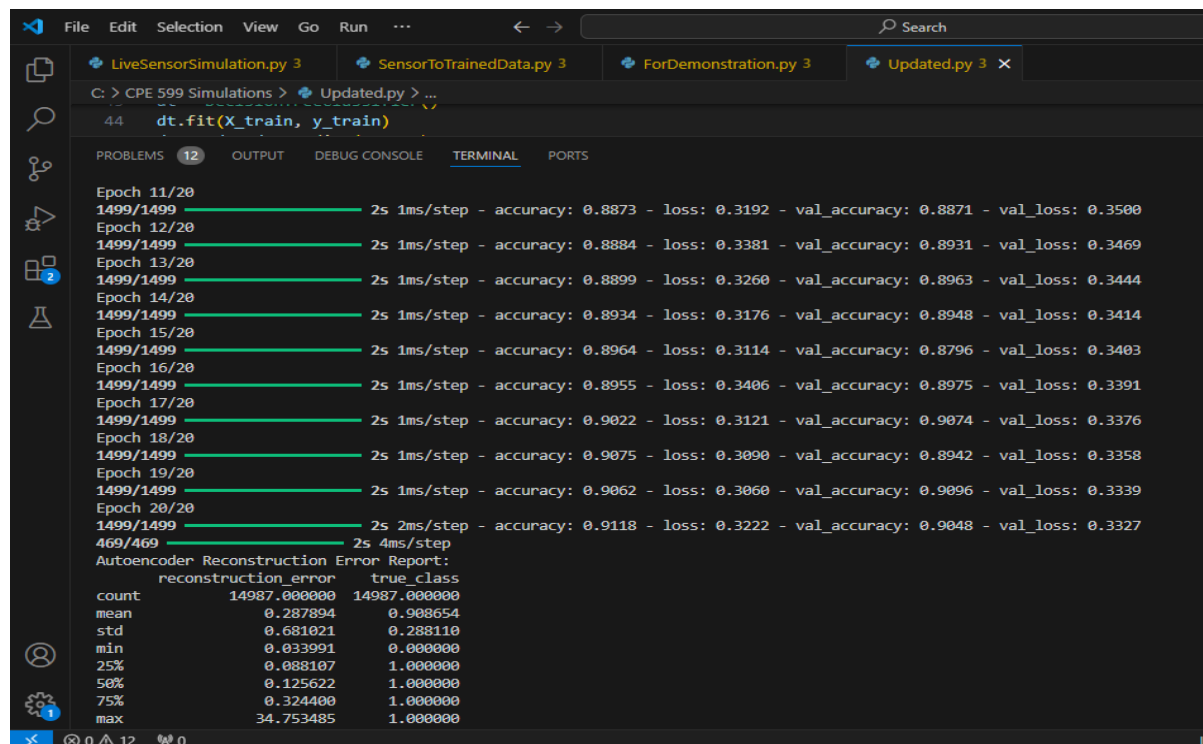 File Edit Selection View Go Run ... Search
LiveSensorSimulation.py 3 SensorToTrainedData.py 3 ForDemonstration.py 3 Updated.py 3
C: > CPE 599 Simulations > Updated.py > ...
44 dt.fit(X_train, y_train)
PROBLEMS 12 OUTPUT DEBUG CONSOLE TERMINAL PORTS
Epoch 11/20
1499/1499 2s 1ms/step - accuracy: 0.8873 - loss: 0.3192 - val_accuracy: 0.8871 - val_loss: 0.3500
Epoch 12/20
1499/1499 2s 1ms/step - accuracy: 0.8884 - loss: 0.3381 - val_accuracy: 0.8931 - val_loss: 0.3469
Epoch 13/20
1499/1499 2s 1ms/step - accuracy: 0.8899 - loss: 0.3260 - val_accuracy: 0.8963 - val_loss: 0.3444
Epoch 14/20
1499/1499 2s 1ms/step - accuracy: 0.8934 - loss: 0.3176 - val_accuracy: 0.8948 - val_loss: 0.3414
Epoch 15/20
1499/1499 2s 1ms/step - accuracy: 0.8964 - loss: 0.3114 - val_accuracy: 0.8796 - val_loss: 0.3403
Epoch 16/20
1499/1499 2s 1ms/step - accuracy: 0.8955 - loss: 0.3406 - val_accuracy: 0.8975 - val_loss: 0.3391
Epoch 17/20
1499/1499 2s 1ms/step - accuracy: 0.9022 - loss: 0.3121 - val_accuracy: 0.9074 - val_loss: 0.3376
Epoch 18/20
1499/1499 2s 1ms/step - accuracy: 0.9075 - loss: 0.3090 - val_accuracy: 0.8942 - val_loss: 0.3358
Epoch 19/20
1499/1499 2s 1ms/step - accuracy: 0.9062 - loss: 0.3060 - val_accuracy: 0.9096 - val_loss: 0.3339
Epoch 20/20
1499/1499 2s 2ms/step - accuracy: 0.9118 - loss: 0.3222 - val_accuracy: 0.9048 - val_loss: 0.3327
469/469 2s 4ms/step
Autoencoder Reconstruction Error Report:
reconstruction_error true_class
count 14987.000000 14987.000000
mean 0.287894 0.908654
std 0.681021 0.288110
min 0.033991 0.000000
25% 0.088107 1.000000
50% 0.125622 1.000000
75% 0.324400 1.000000
max 34.753485 1.000000
2
1
0 12 0